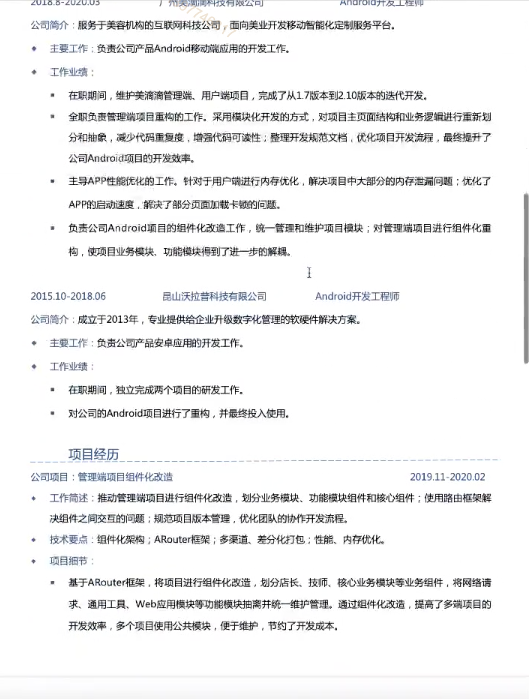 2018.8-2020.03 广州美滴滴科技有限公司 Android开发工程师
公司简介：服务于美容机构的互联网科技公司，面向美业开发移动智能化定制服务平台。
主要工作：负责公司产品Android移动端应用的开发工作。
工作业绩：
在职期间，维护美滴滴管理端、用户端项目，完成了从1.7版本到2.10版本的迭代开发。
全职负责管理端项目重构的工作。采用模块化开发的方式，对项目主页面结构和业务逻辑进行重新划
分和抽象，减少代码重复度，增强代码可读性；整理开发规范文档，优化项目开发流程，最终提升了
公司Android项目的开发效率。
主导APP性能优化的工作。针对于用户端进行内存优化，解决项目中大部分的内存泄漏问题；优化了
APP的启动速度，解决了部分页面加载卡顿的问题。
负责公司Android项目的组件化改造工作，统一管理和维护项目模块；对管理端项目进行组件化重
构，使项目业务模块、功能模块得到了进一步的解耦。
2015.10-2018.06 昆山沃拉普科技有限公司 Android开发工程师
公司简介：成立于2013年，专业提供给企业升级数字化管理的软硬件解决方案。
主要工作：负责公司产品安卓应用的开发工作。
工作业绩：
在职期间，独立完成两个项目的研发工作。
对公司的Android项目进行了重构，并最终投入使用。
项目经历
公司项目：管理端项目组件化改造 2019.11-2020.02
工作简述：推动管理端项目进行组件化改造，划分业务模块、功能模块组件和核心组件；使用路由框架解
决组件之间交互的问题；规范项目版本管理，优化团队的协作开发流程。
技术要点：组件化架构；ARouter框架；多渠道、差分化打包；性能、内存优化。
项目细节：
基于ARouter框架，将项目进行组件化改造，划分店长、技师、核心业务模块等业务组件，将网络请
求、通用工具、Web应用模块等功能模块抽离并统一维护管理。通过组件化改造，提高了多端项目的
开发效率，多个项目使用公共模块，便于维护，节约了开发成本。